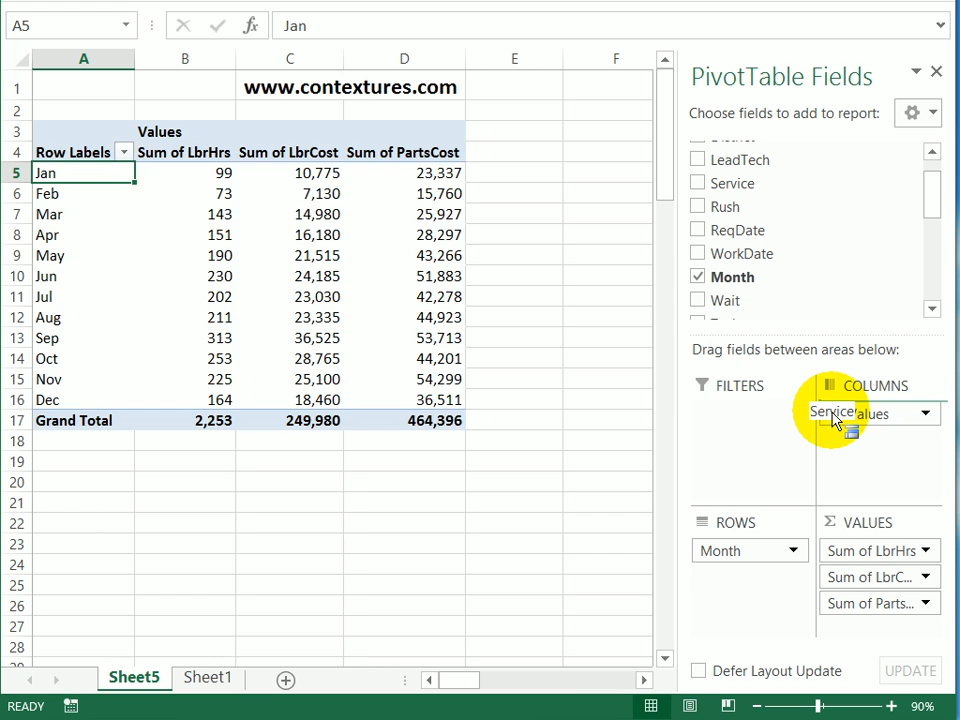 A5
fx
Jan
A B C D E F
1 www.contextures.com
2
3 Values
4 Row Labels Sum of LbrHrs Sum of LbrCost Sum of PartsCost
5 Jan 99 10,775 23,337
6 Feb 73 7,130 15,760
7 Mar 143 14,980 25,927
8 Apr 151 16,180 28,297
9 May 190 21,515 43,266
10 Jun 230 24,185 51,883
11 Jul 202 23,030 42,278
12 Aug 211 23,335 44,923
13 Sep 313 36,525 53,713
14 Oct 253 28,765 44,201
15 Nov 225 25,100 54,299
16 Dec 164 18,460 36,511
17 Grand Total 2,253 249,980 464,396
18
19
20
21
22
23
24
25
26
27
28
Sheet5 Sheet1
READY
90%
PivotTable Fields
Choose fields to add to report:
LeadTech
Service
Rush
ReqDate
WorkDate
Month
Wait
Drag fields between areas below:
FILTERS
COLUMNS
Service
ROWS
Month
Σ VALUES
Sum of LbrHrs
Sum of LbrC...
Sum of Parts...
Defer Layout Update
UPDATE